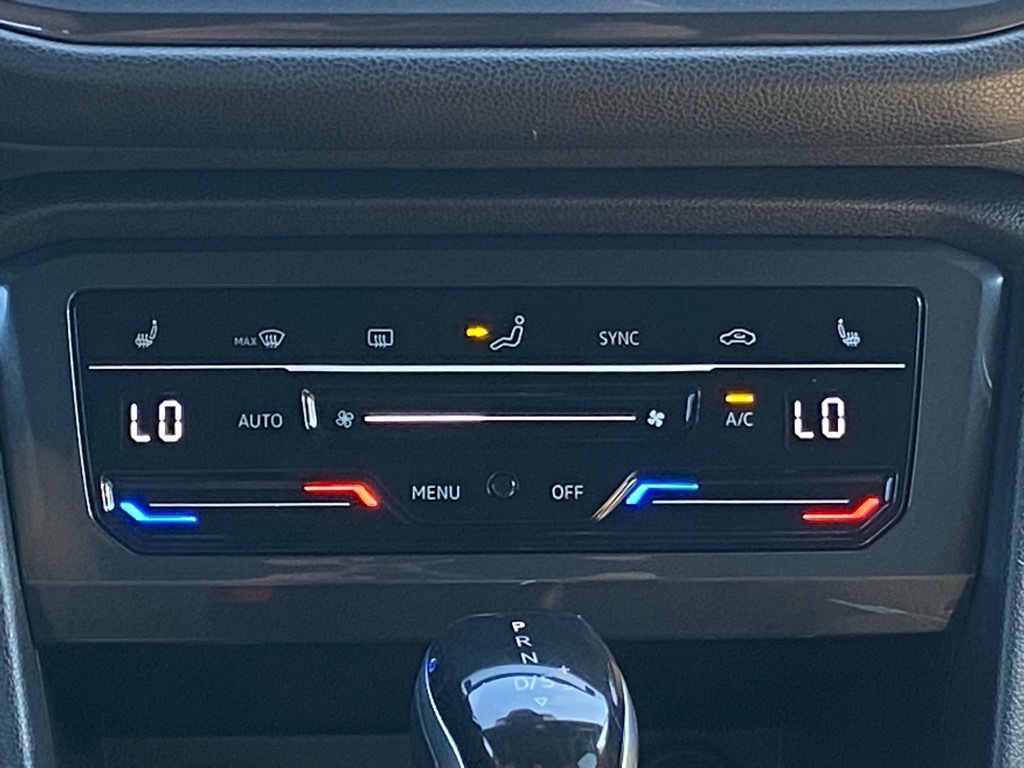 MAX SYNC
LO AUTO A/C LO
MENU OFF
P
R
N
D/S + -